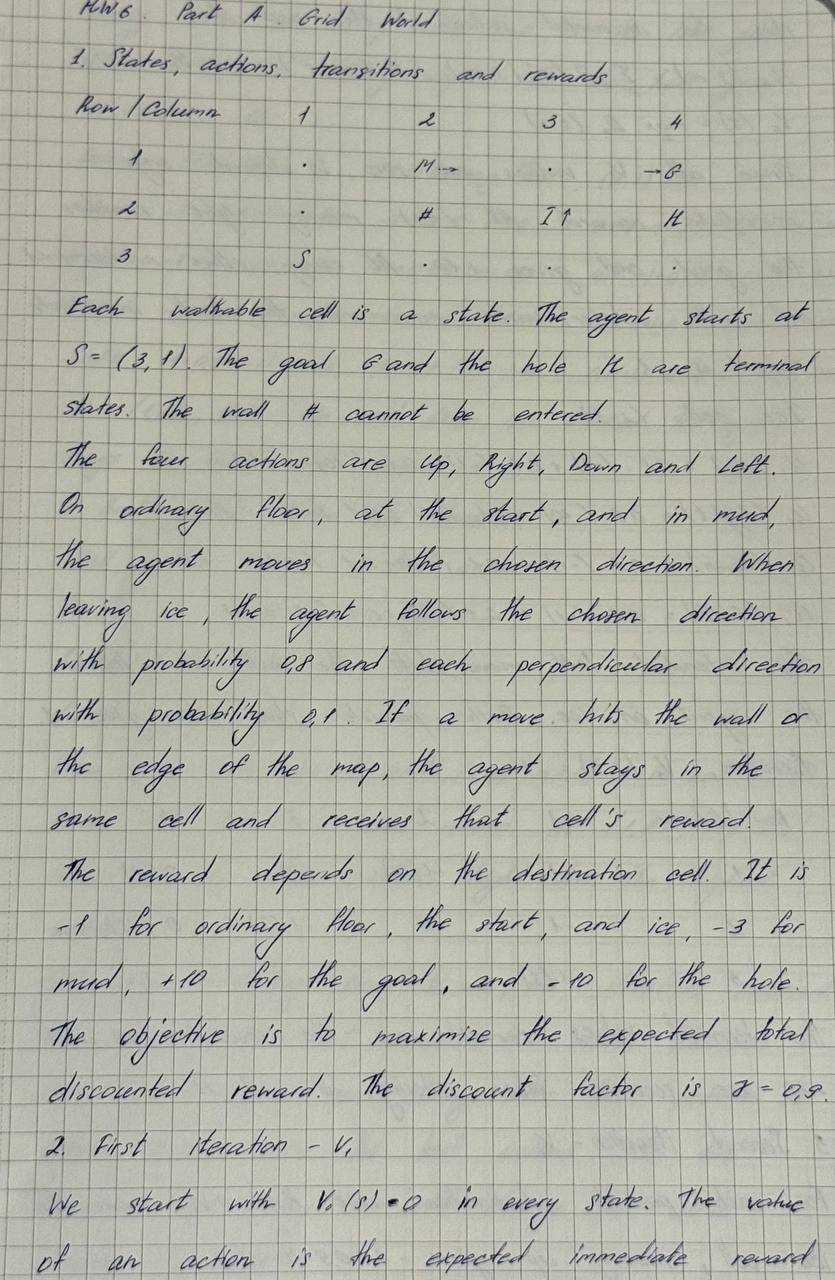 HW6. Part A. Grid World
1. States, actions, transitions and rewards
Row / Column 1 2 3 4
1 . M→ . →G
2 . # I↑ H
3 S . . .
Each walkable cell is a state. The agent starts at
S = (3,1). The goal G and the hole H are terminal
states. The wall # cannot be entered.
The four actions are Up, Right, Down and Left.
On ordinary floor, at the start, and in mud,
the agent moves in the chosen direction. When
leaving ice, the agent follows the chosen direction
with probability 0,8 and each perpendicular direction
with probability 0,1. If a move hits the wall or
the edge of the map, the agent stays in the
same cell and receives that cell's reward.
The reward depends on the destination cell. It is
-1 for ordinary floor, the start, and ice, -3 for
mud, +10 for the goal, and -10 for the hole.
The objective is to maximize the expected total
discounted reward. The discount factor is γ = 0,9.
2. First iteration - V₁
We start with V₀(s) = 0 in every state. The value
of an action is the expected immediate reward